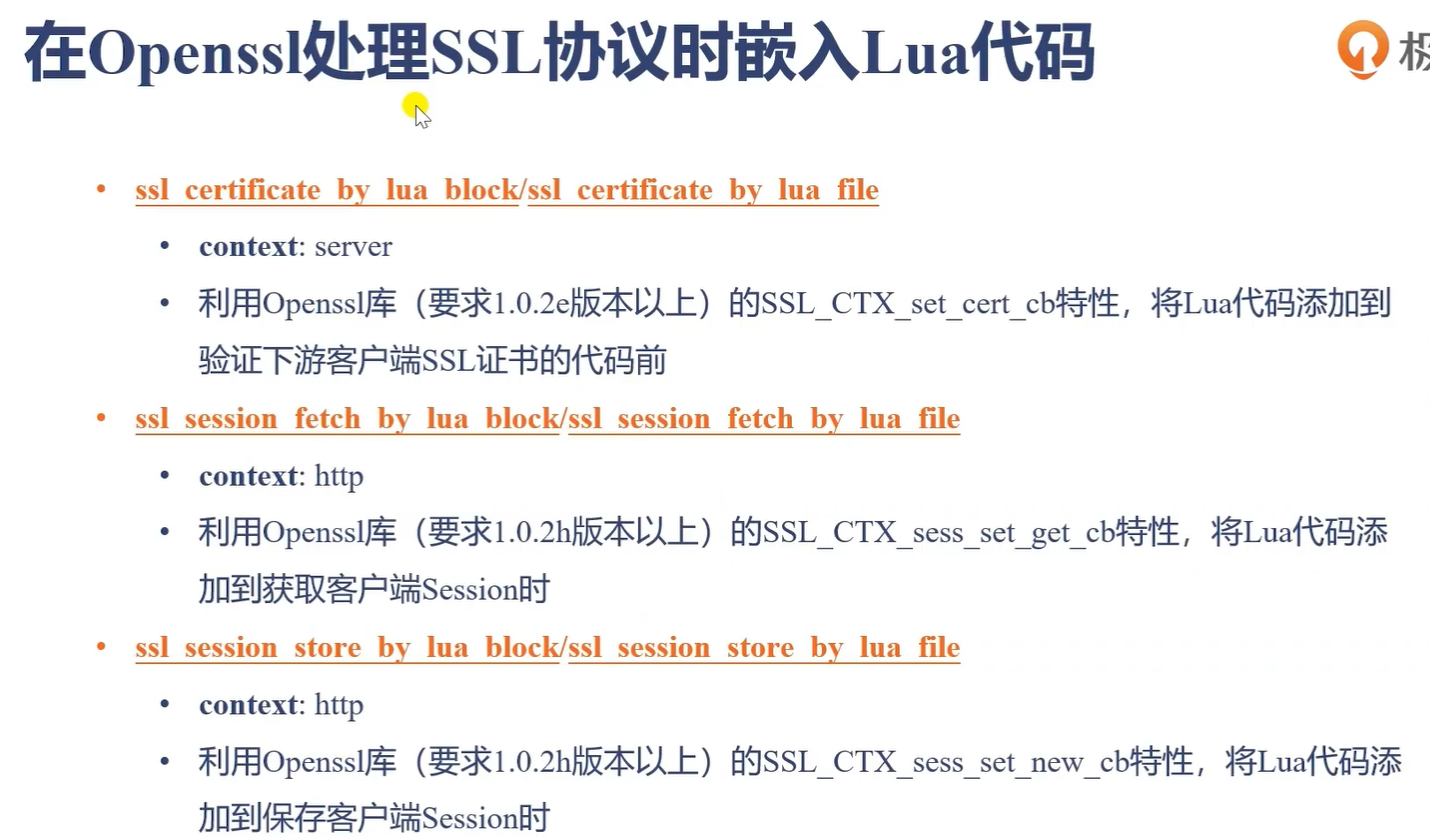 在Openssl处理SSL协议时嵌入Lua代码
极
• ssl_certificate_by_lua_block/ssl_certificate_by_lua_file
• context: server
• 利用Openssl库（要求1.0.2e版本以上）的SSL_CTX_set_cert_cb特性，将Lua代码添加到
验证下游客户端SSL证书的代码前
• ssl_session_fetch_by_lua_block/ssl_session_fetch_by_lua_file
• context: http
• 利用Openssl库（要求1.0.2h版本以上）的SSL_CTX_sess_set_get_cb特性，将Lua代码添
加到获取客户端Session时
• ssl_session_store_by_lua_block/ssl_session_store_by_lua_file
• context: http
• 利用Openssl库（要求1.0.2h版本以上）的SSL_CTX_sess_set_new_cb特性，将Lua代码添
加到保存客户端Session时